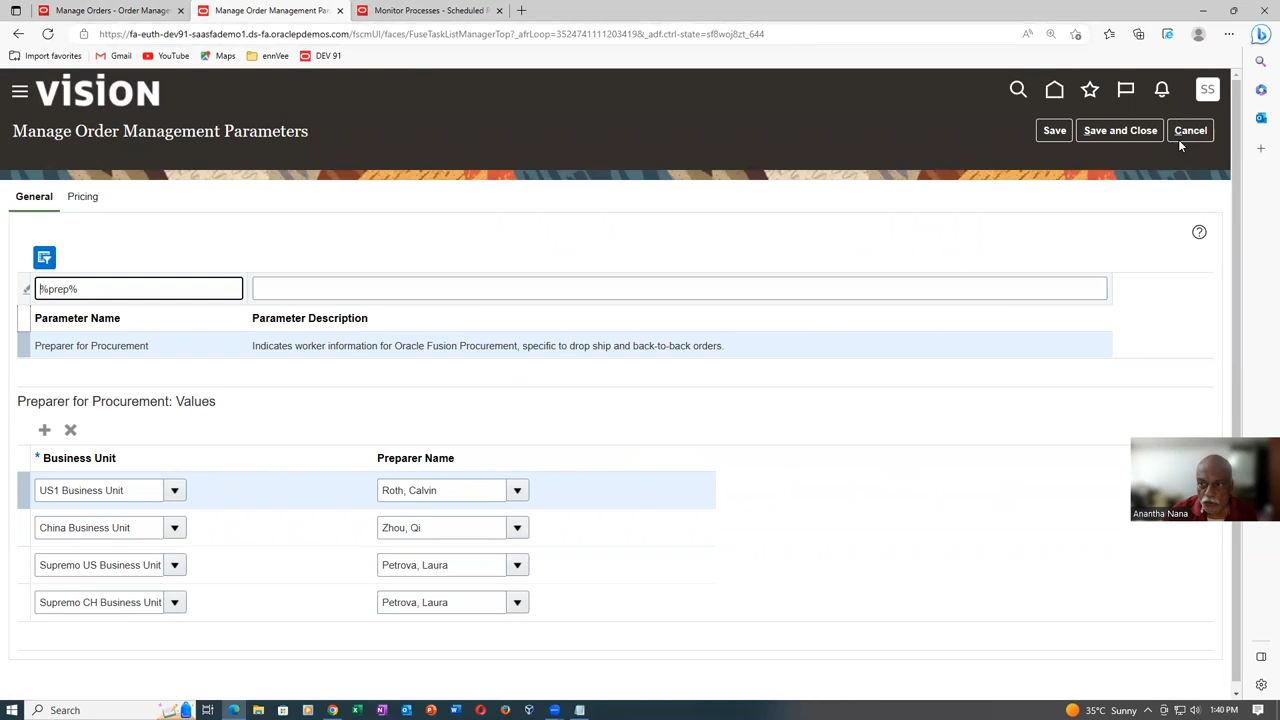 Manage Orders - Order Manage
Manage Order Management Par
Monitor Processes - Scheduled P
https://fa-euth-dev91-saasfademo1.ds-fa.oraclepdemos.com/fscmUI/faces/FuseTaskListManagerTop?_afrLoop=3524741111203419&_adf.ctrl-state=sf8woj8zt_644
Import favorites
Gmail
YouTube
Maps
ennVee
DEV 91
VISION
SS
Manage Order Management Parameters
Save
Save and Close
Cancel
General
Pricing
%prep%
Parameter Name
Parameter Description
Preparer for Procurement
Indicates worker information for Oracle Fusion Procurement, specific to drop ship and back-to-back orders.
Preparer for Procurement: Values
* Business Unit
Preparer Name
US1 Business Unit
Roth, Calvin
China Business Unit
Zhou, Qi
Supremo US Business Unit
Petrova, Laura
Supremo CH Business Unit
Petrova, Laura
Anantha Nana
Search
35°C Sunny
1:40 PM